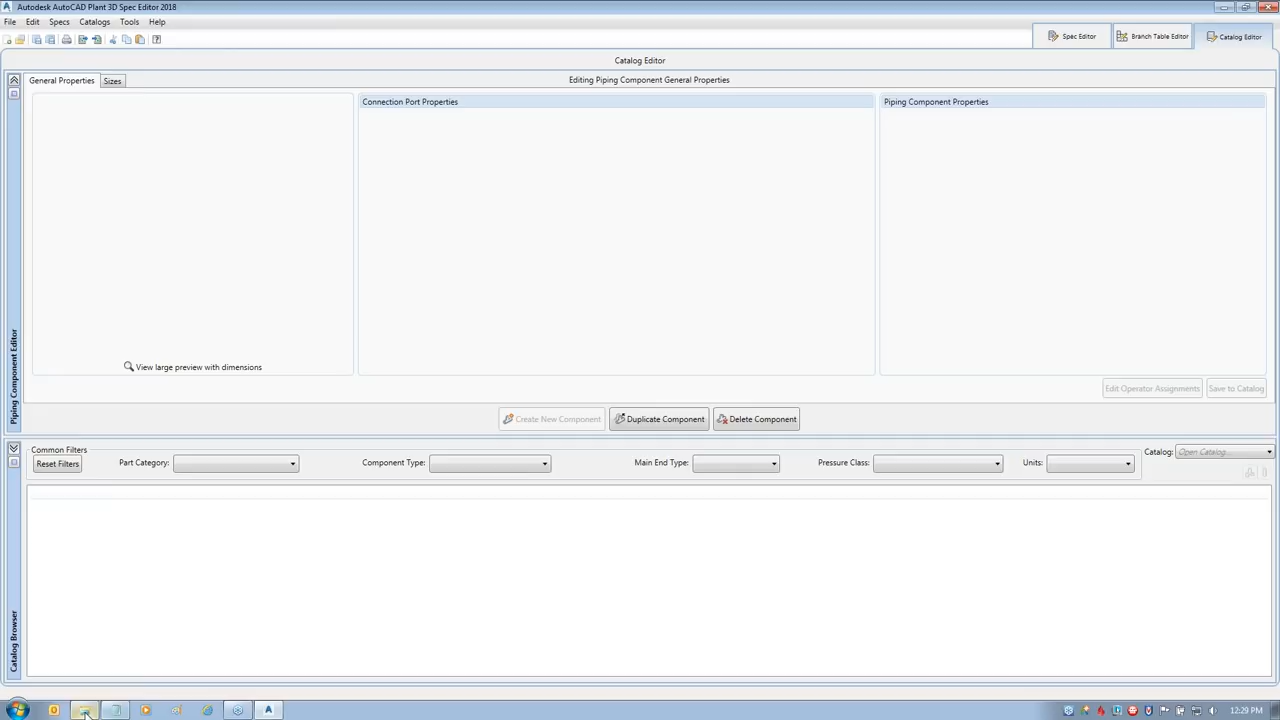 Autodesk AutoCAD Plant 3D Spec Editor 2018
File Edit Specs Catalogs Tools Help
Spec Editor Branch Table Editor Catalog Editor
Catalog Editor
General Properties Sizes Editing Piping Component General Properties
Connection Port Properties Piping Component Properties
View large preview with dimensions
Edit Operator Assignments Save to Catalog
Piping Component Editor
Create New Component Duplicate Component Delete Component
Common Filters
Reset Filters Part Category: Component Type: Main End Type: Pressure Class: Units: Catalog: Open Catalog...
Catalog Browser
12:29 PM